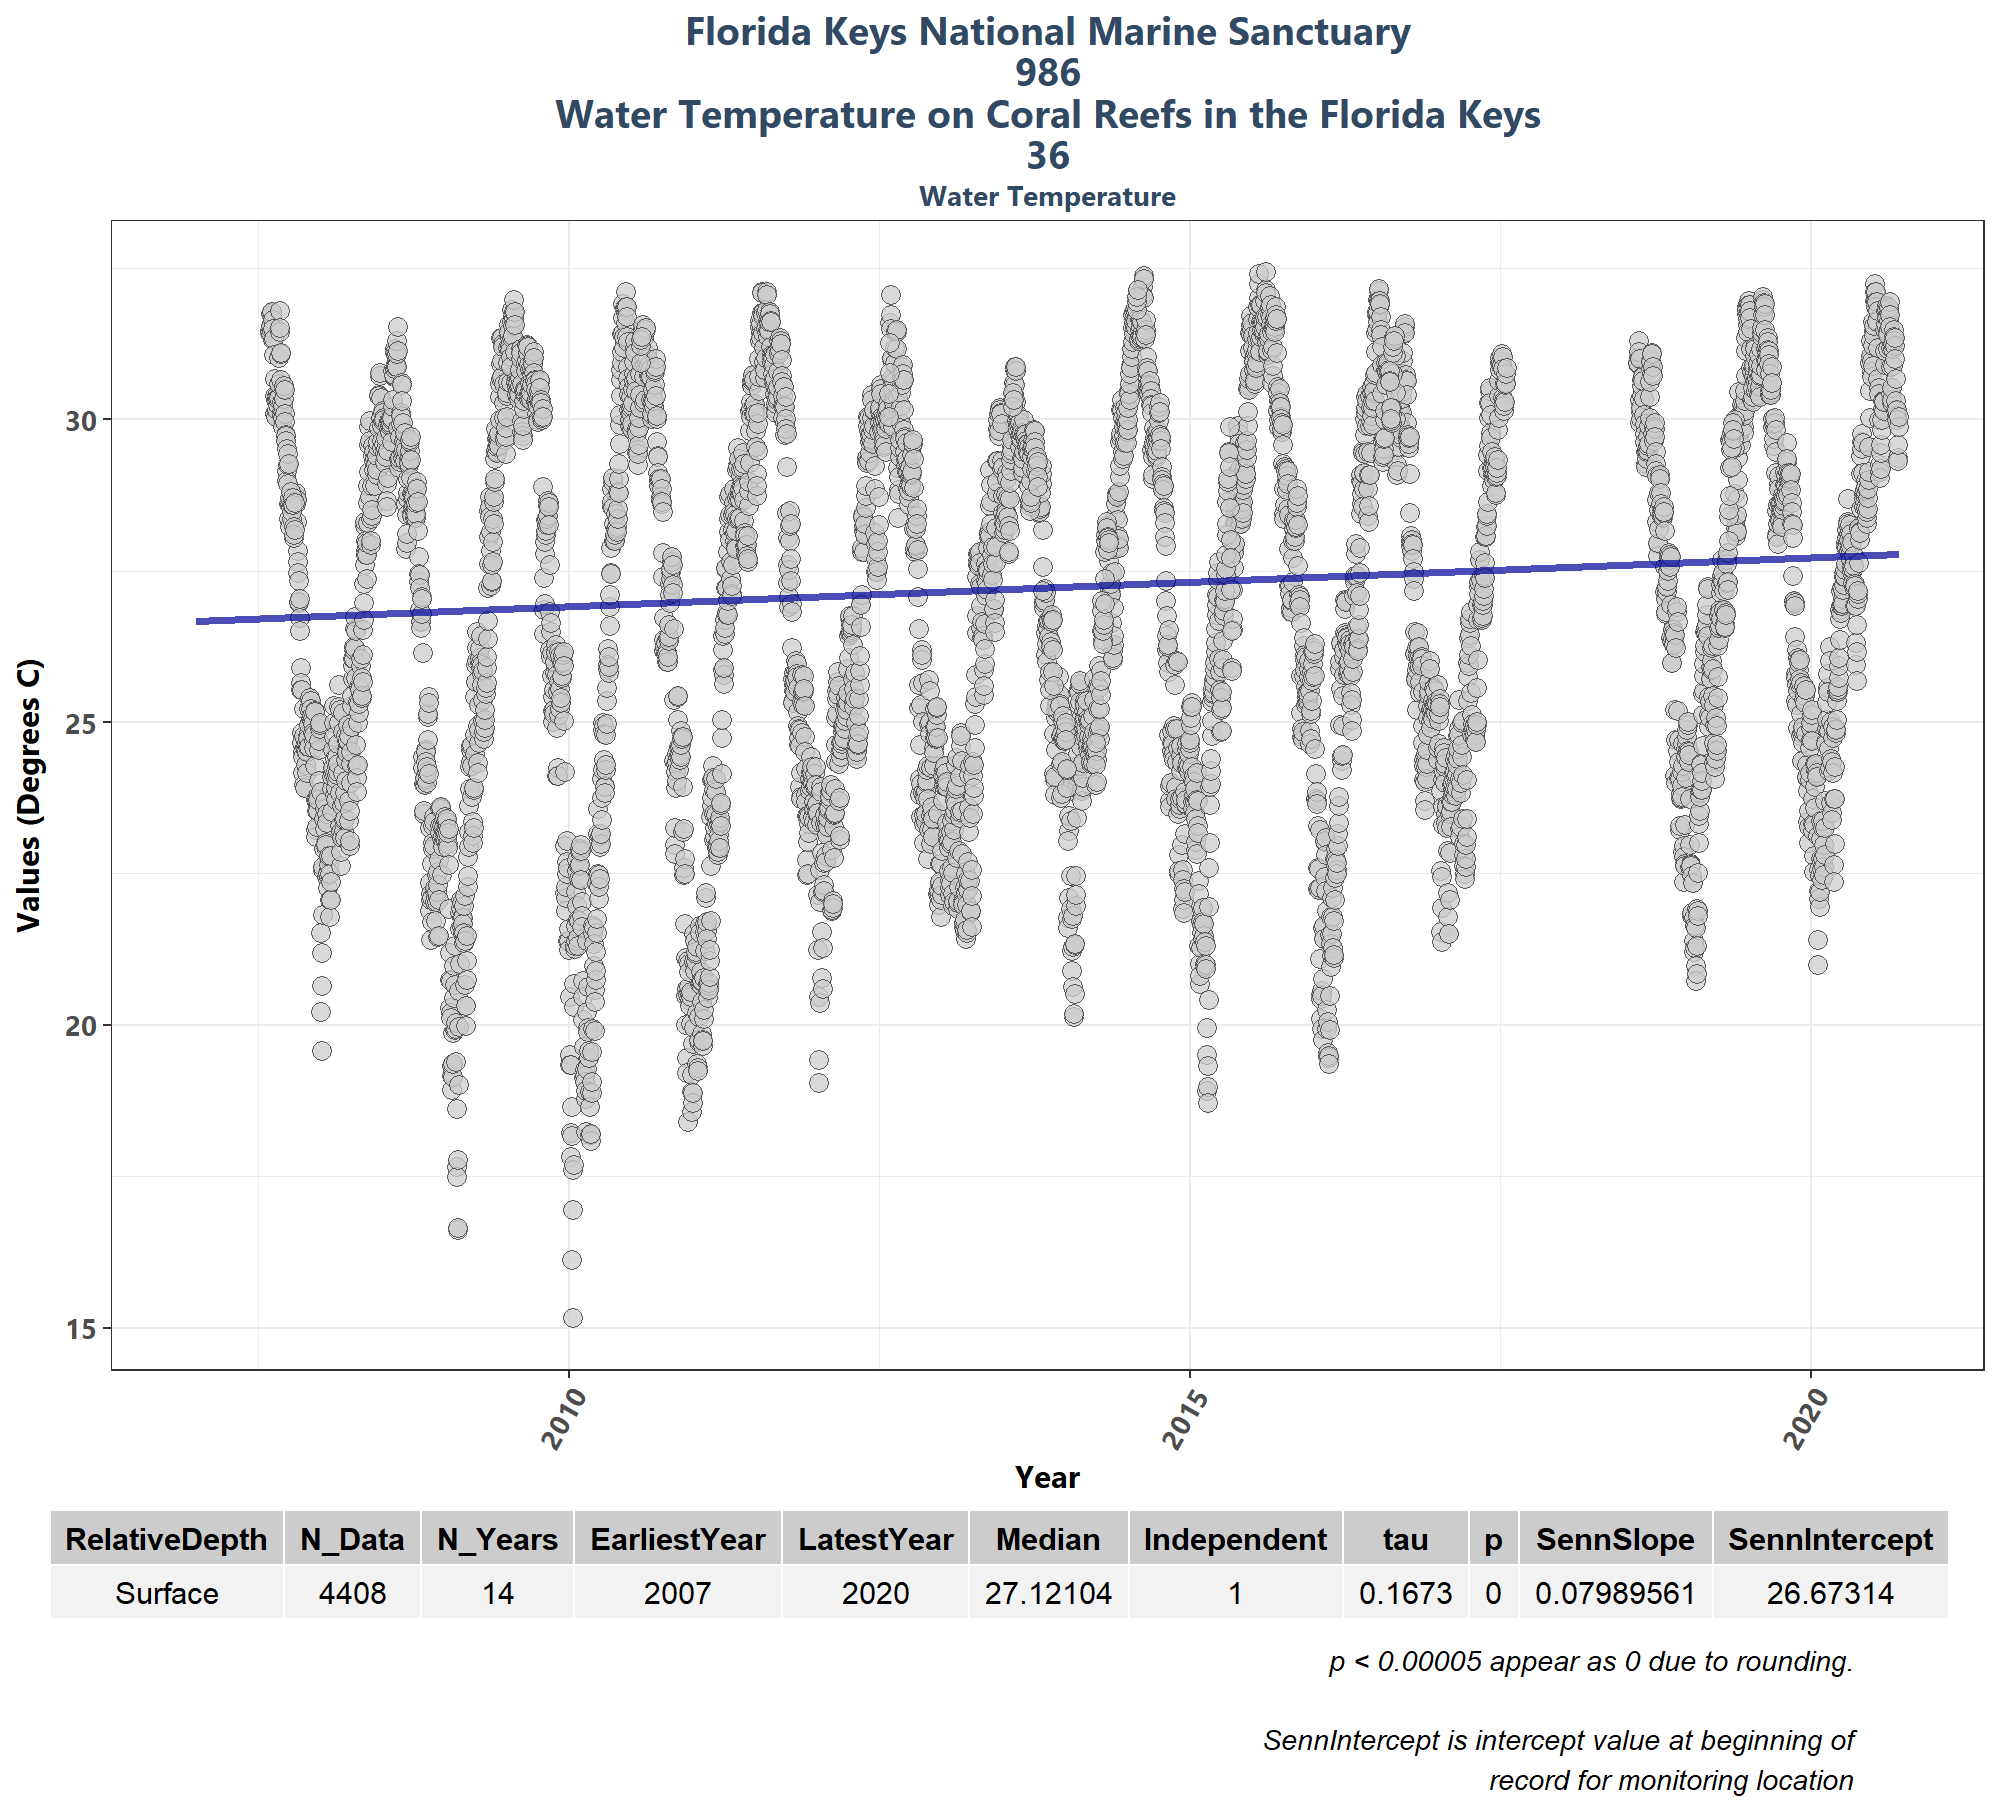 Florida Keys National Marine Sanctuary
986
Water Temperature on Coral Reefs in the Florida Keys
36
Water Temperature
Values (Degrees C)
30
25
20
15
2010
2015
2020
Year
RelativeDepth N_Data N_Years EarliestYear LatestYear Median Independent tau p SennSlope SennIntercept
Surface 4408 14 2007 2020 27.12104 1 0.1673 0 0.07989561 26.67314
p < 0.00005 appear as 0 due to rounding.
SennIntercept is intercept value at beginning of
record for monitoring location